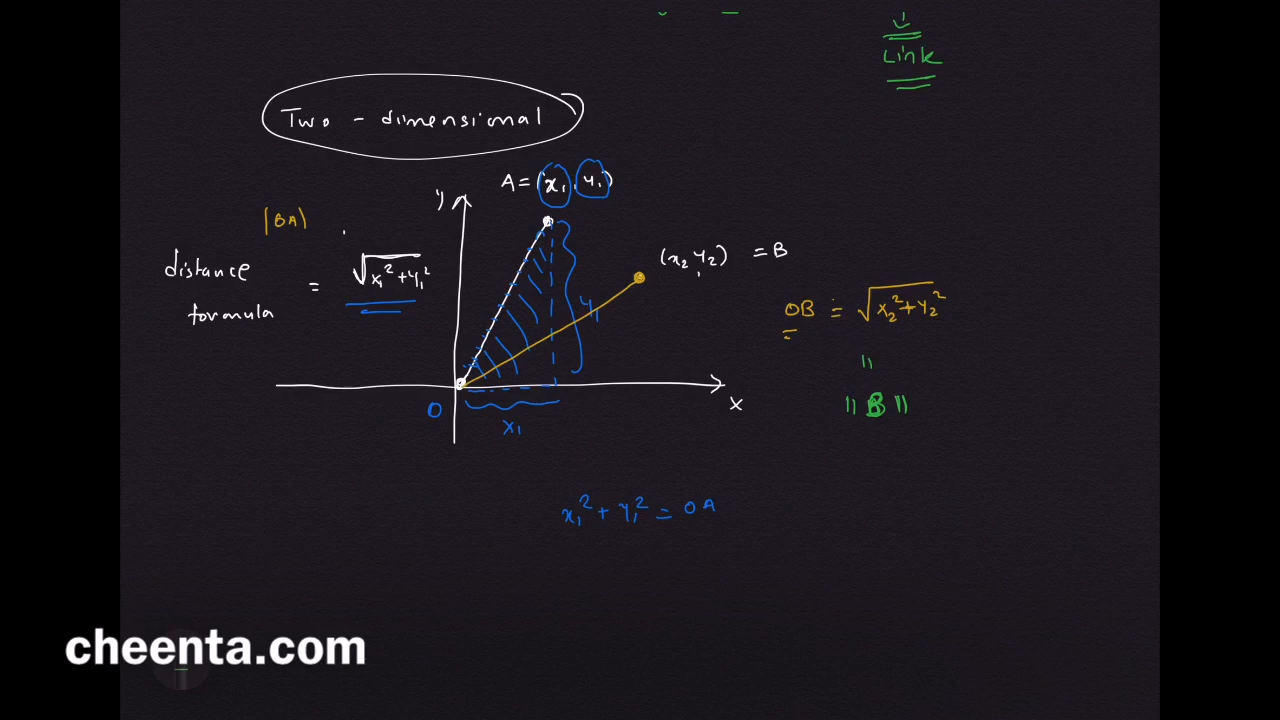 Link
Two - dimensional
A = (x₁, y₁)
y
|BA|
(x₂, y₂) = B
distance formula = √x₁² + y₁²
y₁
OB = √x₂² + y₂²
"
||B||
O
x₁
x
x₁² + y₁² = OA
cheenta.com